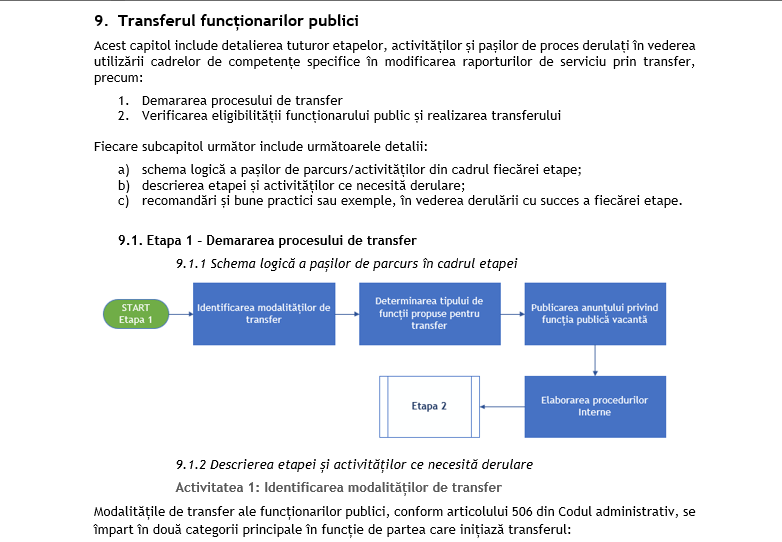 9. Transferul funcționarilor publici
Acest capitol include detalierea tuturor etapelor, activităților și pașilor de proces derulați în vederea
utilizării cadrelor de competențe specifice în modificarea raporturilor de serviciu prin transfer,
precum:
1. Demararea procesului de transfer
2. Verificarea eligibilității funcționarului public și realizarea transferului
Fiecare subcapitol următor include următoarele detalii:
a) schema logică a pașilor de parcurs/activităților din cadrul fiecărei etape;
b) descrierea etapei și activităților ce necesită derulare;
c) recomandări și bune practici sau exemple, în vederea derulării cu succes a fiecărei etape.
9.1. Etapa 1 – Demararea procesului de transfer
9.1.1 Schema logică a pașilor de parcurs în cadrul etapei
START
Etapa 1
Identificarea modalităților de
transfer
Determinarea tipului de
funcții propuse pentru
transfer
Publicarea anunțului privind
funcția publică vacantă
Elaborarea procedurilor
Interne
Etapa 2
9.1.2 Descrierea etapei și activităților ce necesită derulare
Activitatea 1: Identificarea modalităților de transfer
Modalitățile de transfer ale funcționarilor publici, conform articolului 506 din Codul administrativ, se
împart în două categorii principale în funcție de partea care inițiază transferul: